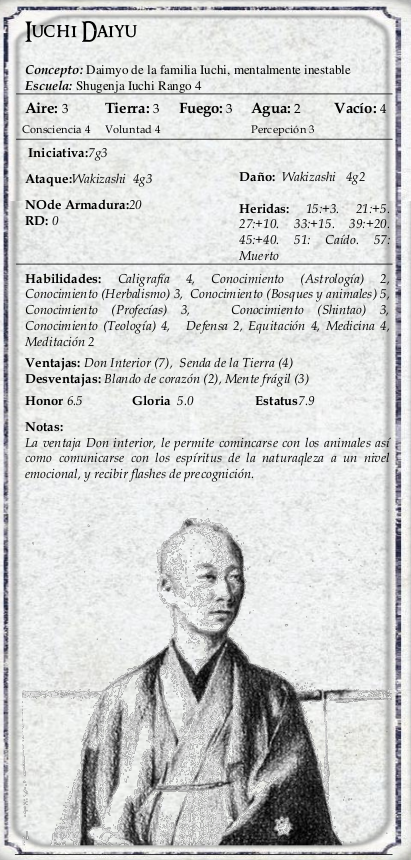 Iuchi Daiyu
Concepto: Daimyo de la familia Iuchi, mentalmente inestable
Escuela: Shugenja Iuchi Rango 4
Aire: 3 Tierra: 3 Fuego: 3 Agua: 2 Vacío: 4
Consciencia 4 Voluntad 4 Percepción 3
Iniciativa:7g3
Ataque:Wakizashi 4g3 Daño: Wakizashi 4g2
NOde Armadura:20
RD: 0
Heridas: 15:+3. 21:+5.
27:+10. 33:+15. 39:+20.
45:+40. 51: Caído. 57:
Muerto
Habilidades: Caligrafía 4, Conocimiento (Astrología) 2,
Conocimiento (Herbalismo) 3, Conocimiento (Bosques y animales) 5,
Conocimiento (Profecías) 3, Conocimiento (Shintao) 3,
Conocimiento (Teología) 4, Defensa 2, Equitación 4, Medicina 4,
Meditación 2
Ventajas: Don Interior (7), Senda de la Tierra (4)
Desventajas: Blando de corazón (2), Mente frágil (3)
Honor 6.5 Gloria 5.0 Estatus7.9
Notas:
La ventaja Don interior, le permite comincarse con los animales así
como comunicarse con los espíritus de la naturaqleza a un nivel
emocional, y recibir flashes de precognición.